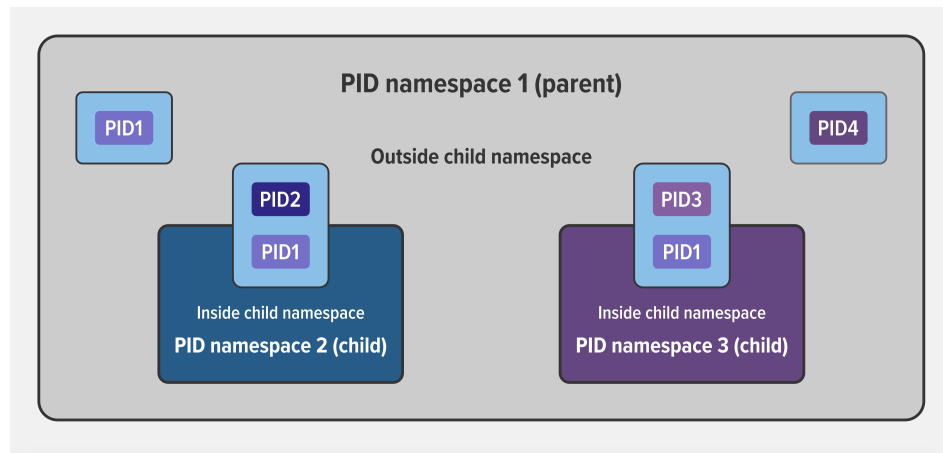 PID namespace 1 (parent)
PID1
PID4
Outside child namespace
PID2
PID1
Inside child namespace
PID namespace 2 (child)
PID3
PID1
Inside child namespace
PID namespace 3 (child)